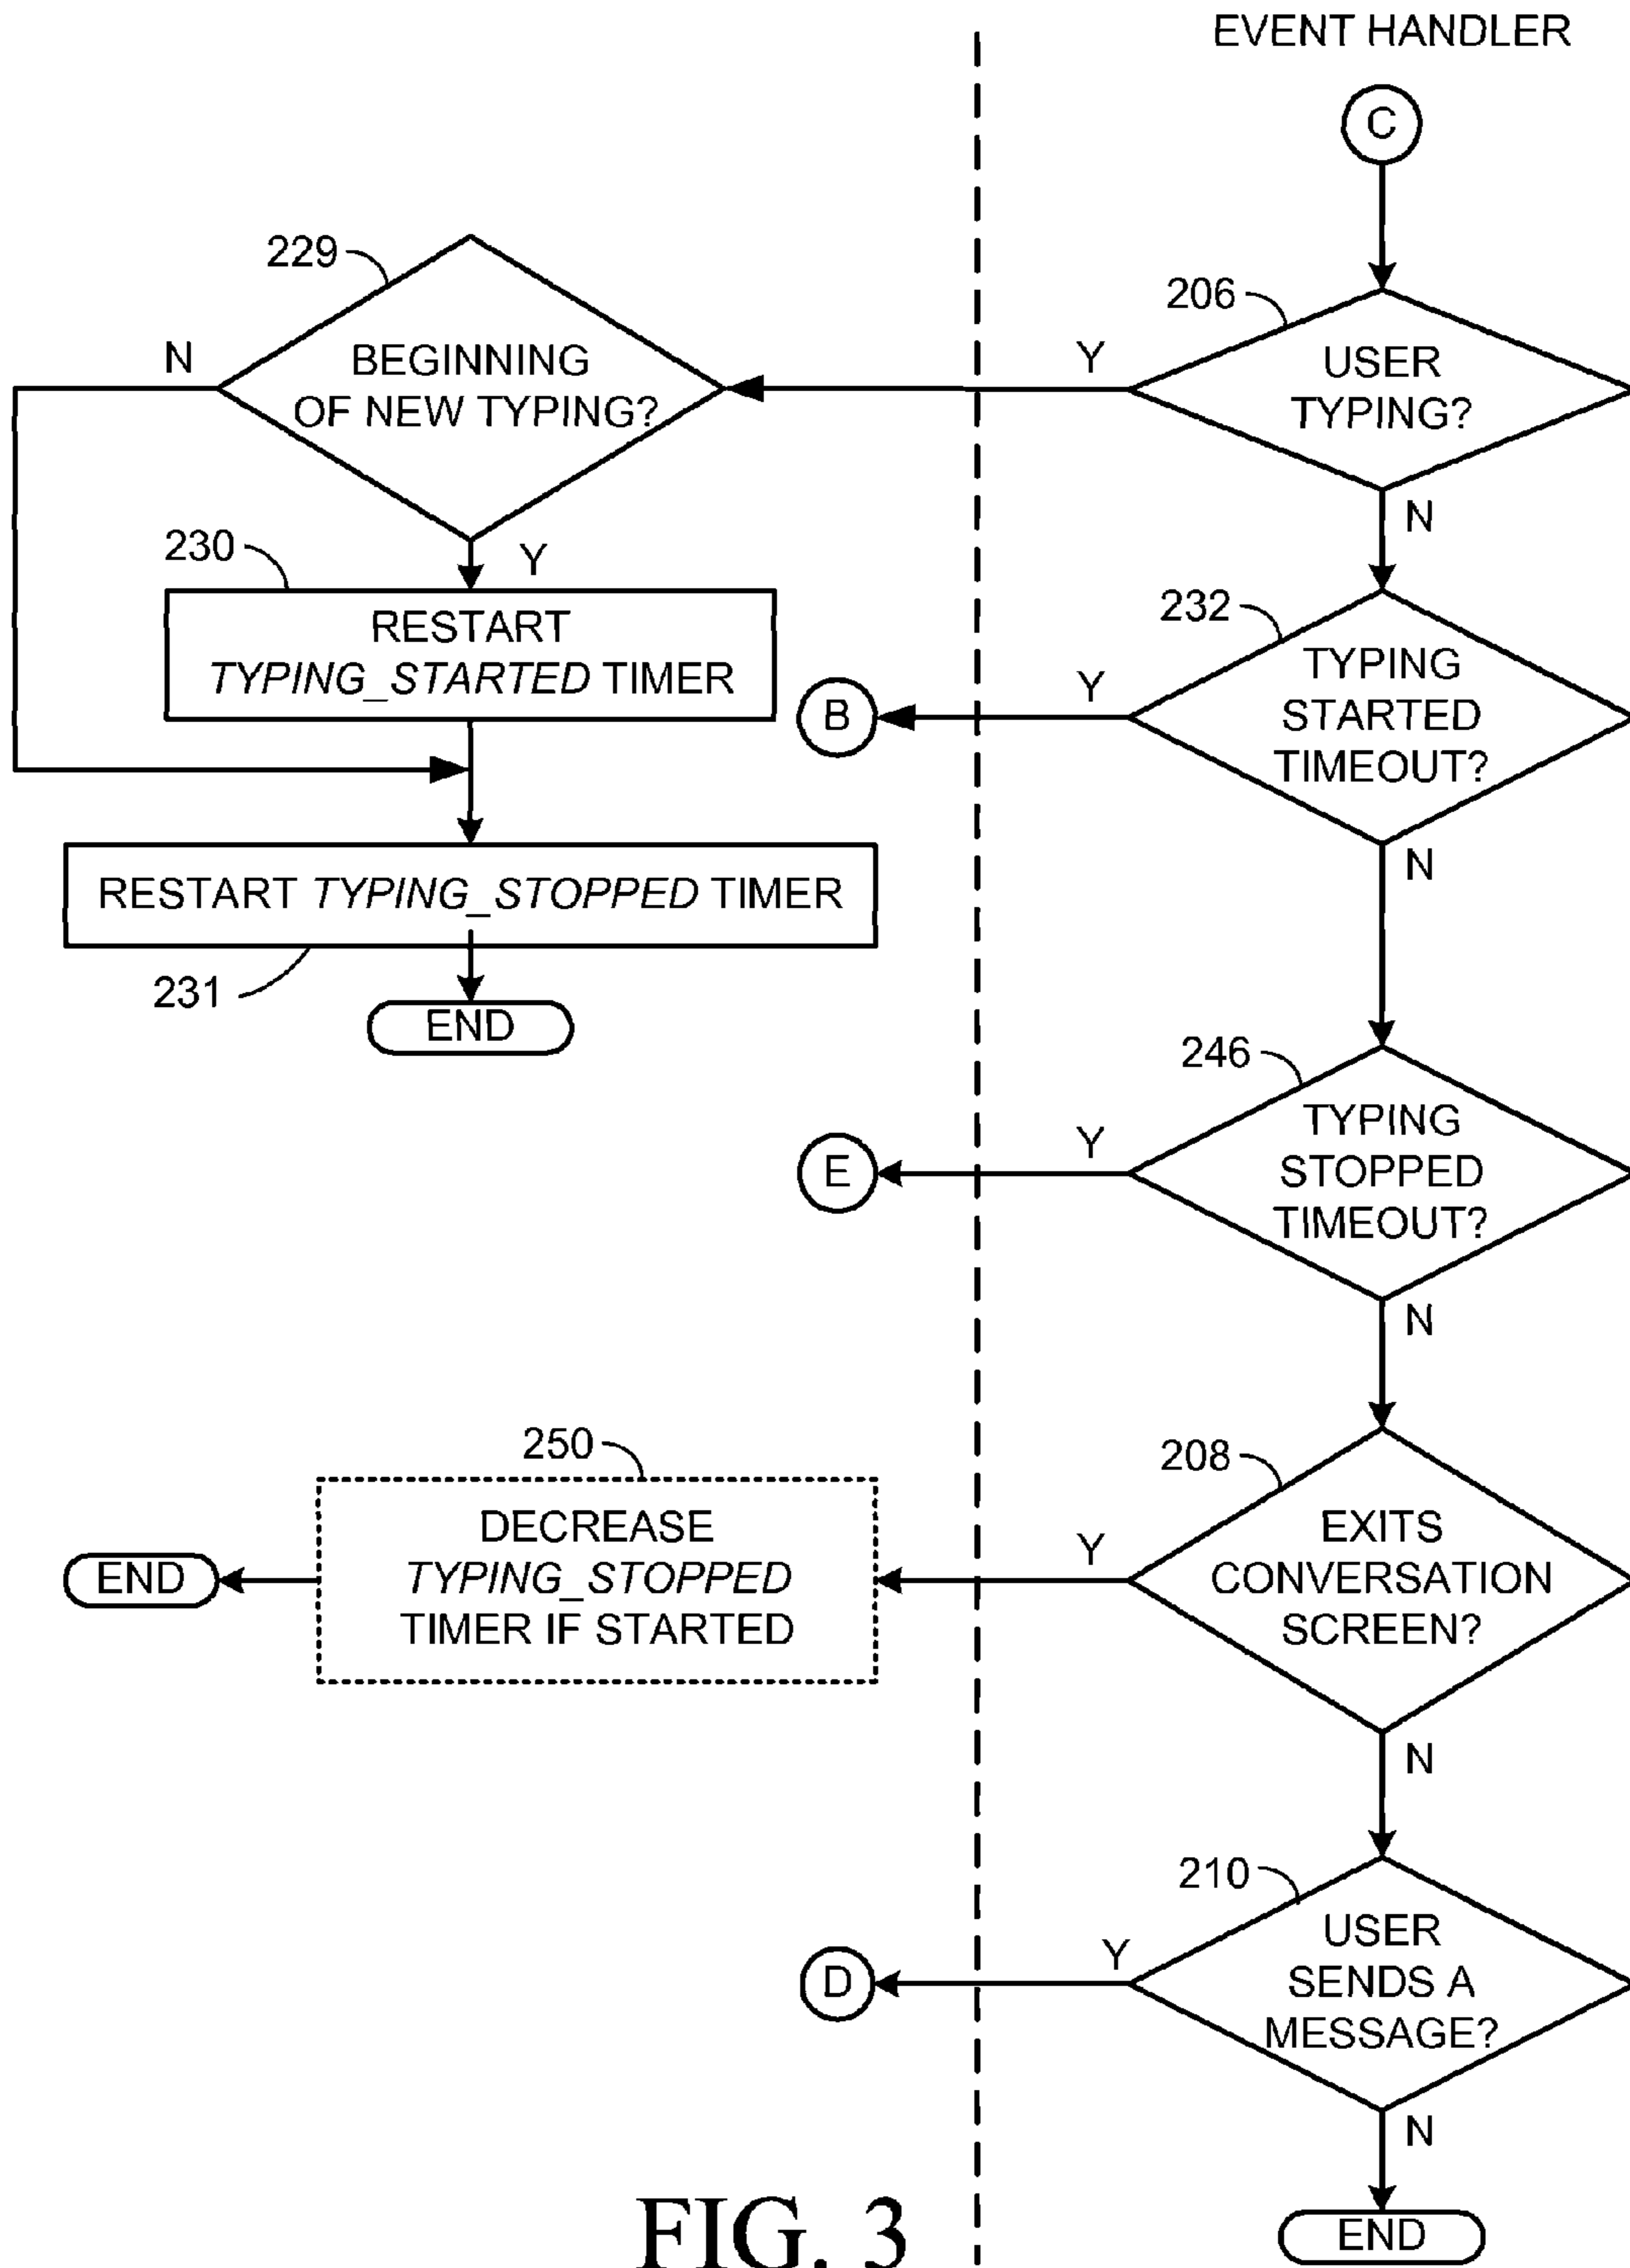 EVENT HANDLER
C
229
206
N
BEGINNING
OF NEW TYPING?
Y
USER
TYPING?
230
Y
N
RESTART
TYPING_STARTED TIMER
232
B
Y
TYPING
STARTED
TIMEOUT?
N
RESTART TYPING_STOPPED TIMER
231
END
246
E
Y
TYPING
STOPPED
TIMEOUT?
N
250
208
END
DECREASE
TYPING_STOPPED
TIMER IF STARTED
Y
EXITS
CONVERSATION
SCREEN?
N
210
D
Y
USER
SENDS A
MESSAGE?
N
END
FIG. 3